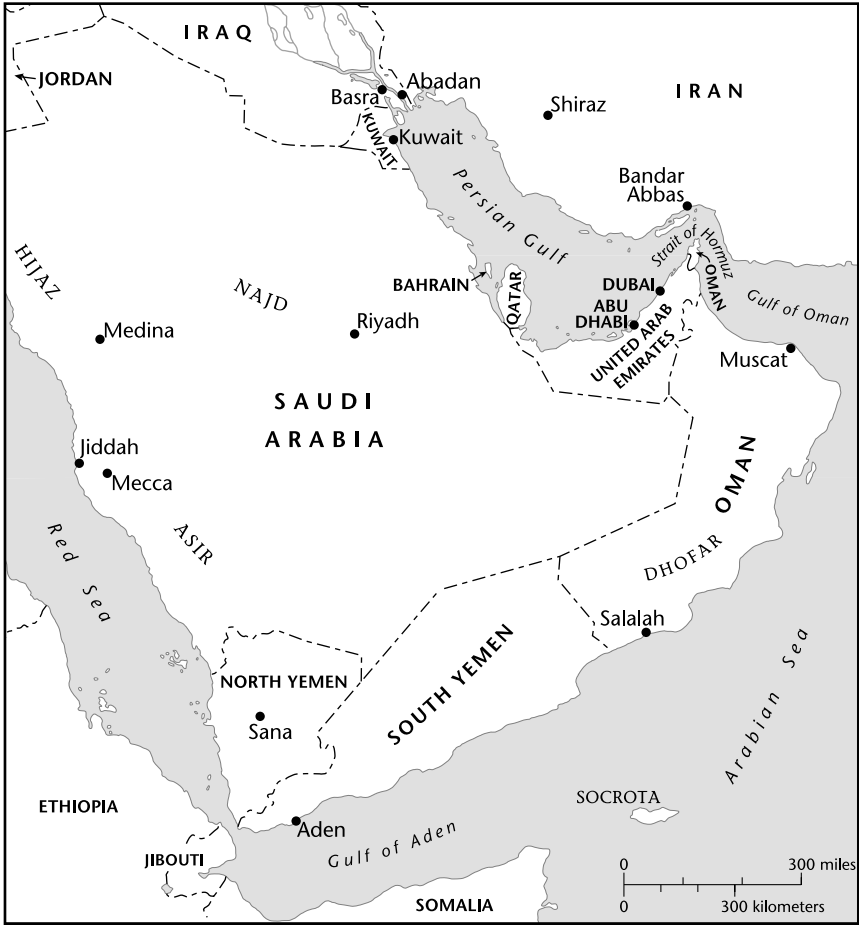 IRAQ
JORDAN
Basra
Abadan
Shiraz
IRAN
KUWAIT
Kuwait
Bandar
Abbas
Persian Gulf
Strait of Hormuz
HIJAZ
NAJD
BAHRAIN
QATAR
DUBAI
OMAN
ABU
DHABI
Gulf of Oman
Medina
Riyadh
UNITED ARAB
EMIRATES
Muscat
SAUDI
ARABIA
Jiddah
Mecca
OMAN
Red Sea
ASIR
DHOFAR
Salalah
NORTH YEMEN
Sana
SOUTH YEMEN
Arabian Sea
ETHIOPIA
SOCROTA
Aden
Gulf of Aden
JIBOUTI
SOMALIA
0 300 miles
0 300 kilometers